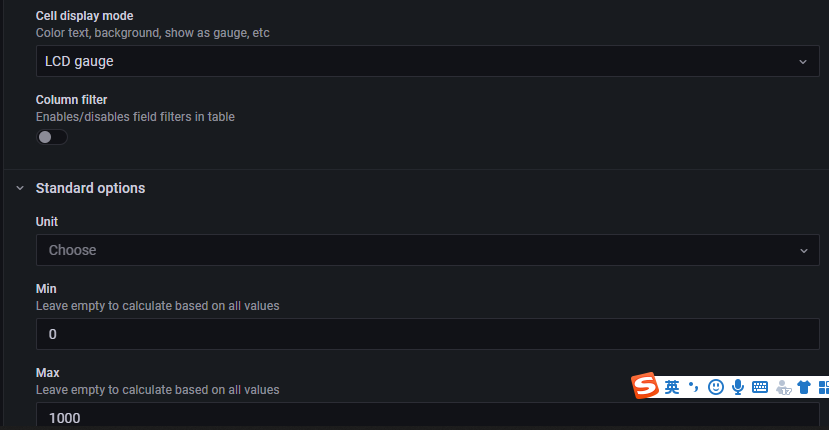 Cell display mode
Color text, background, show as gauge, etc
LCD gauge
Column filter
Enables/disables field filters in table
Standard options
Unit
Choose
Min
Leave empty to calculate based on all values
0
Max
Leave empty to calculate based on all values
S 英
1000